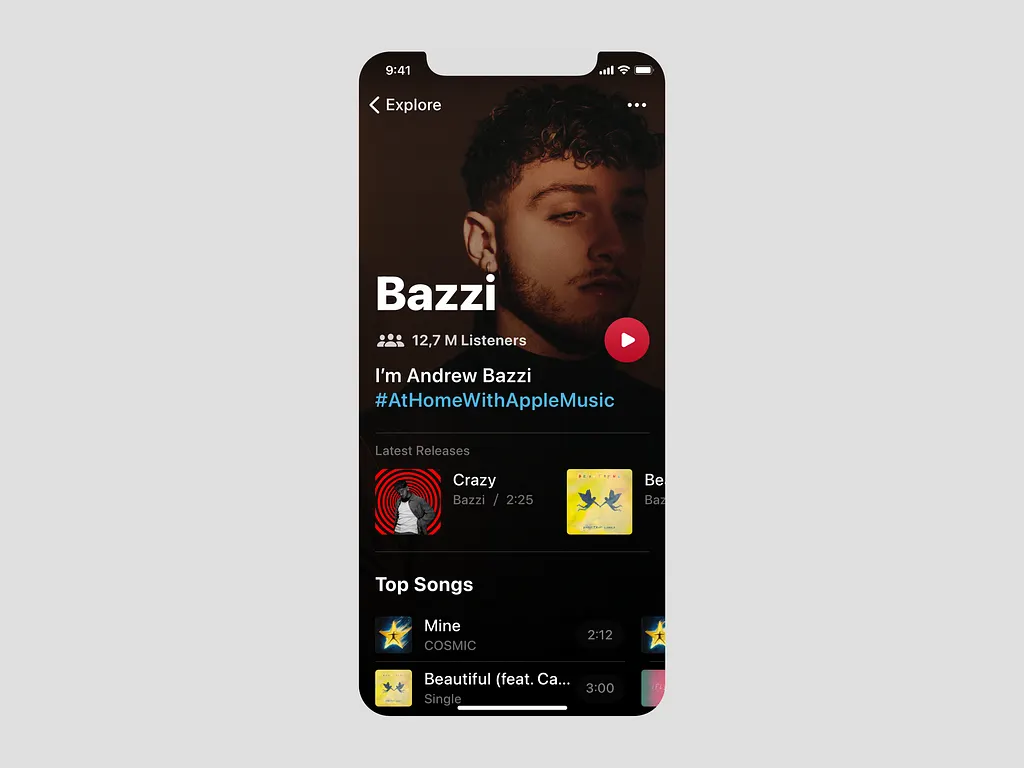 9:41
Explore
Bazzi
12,7 M Listeners
I’m Andrew Bazzi
#AtHomeWithAppleMusic
Latest Releases
Crazy
Bazzi / 2:25
Be
Baz
Top Songs
Mine
COSMIC
2:12
Beautiful (feat. Ca...
Single
3:00